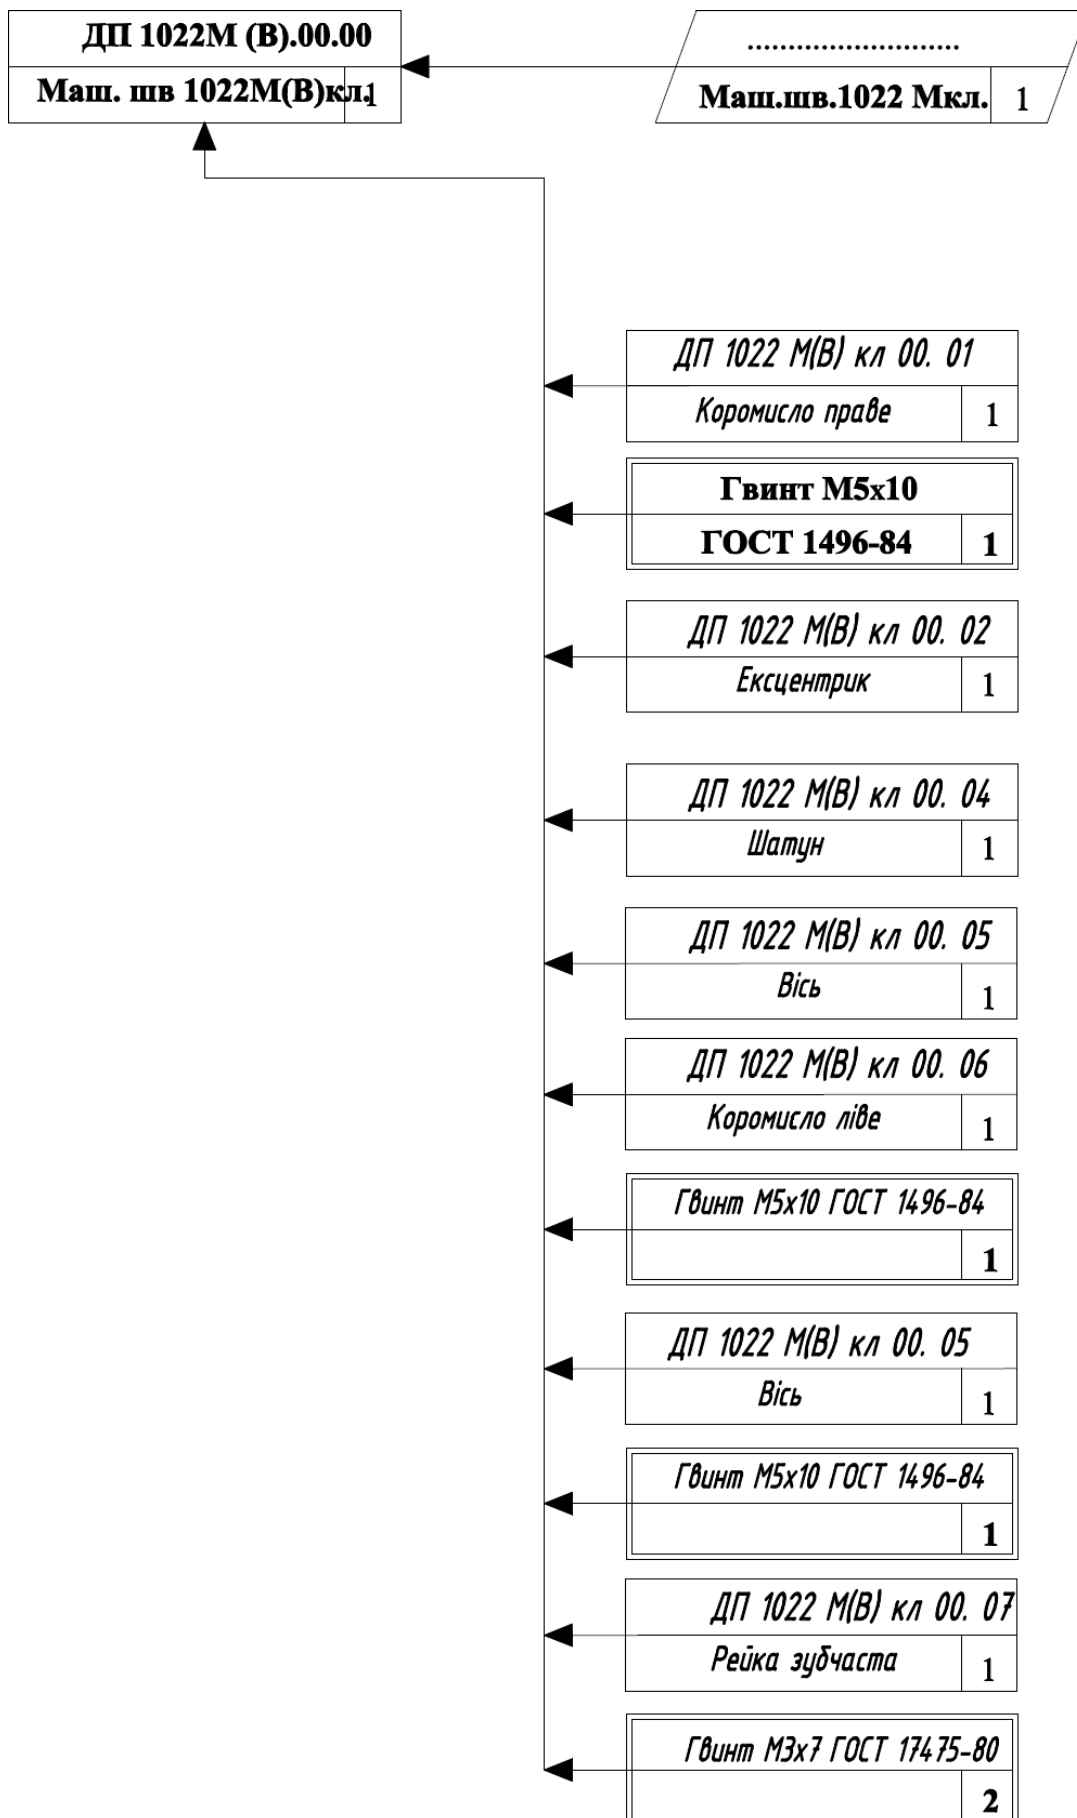 ДП 1022М (В).00.00
Маш. шв 1022М(В)кл.
1
..........................
Маш.шв.1022 Мкл.
1
ДП 1022 М(В) кл 00. 01
Коромисло праве
1
Гвинт М5х10
ГОСТ 1496-84
1
ДП 1022 М(В) кл 00. 02
Ексцентрик
1
ДП 1022 М(В) кл 00. 04
Шатун
1
ДП 1022 М(В) кл 00. 05
Вісь
1
ДП 1022 М(В) кл 00. 06
Коромисло ліве
1
Гвинт М5х10 ГОСТ 1496-84
1
ДП 1022 М(В) кл 00. 05
Вісь
1
Гвинт М5х10 ГОСТ 1496-84
1
ДП 1022 М(В) кл 00. 07
Рейка зубчаста
1
Гвинт М3х7 ГОСТ 17475-80
2